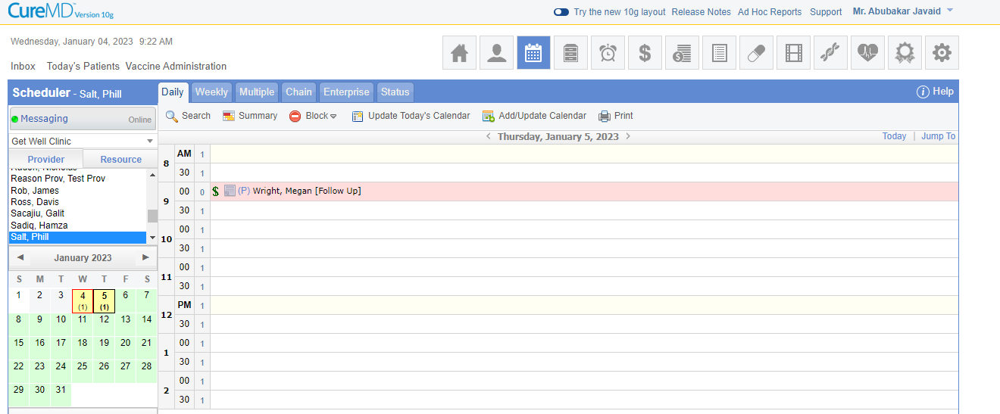 CureMD Version 10g
Try the new 10g layout Release Notes Ad Hoc Reports Support Mr. Abubakar Javaid
Wednesday, January 04, 2023 9:22 AM
Inbox Today's Patients Vaccine Administration
Scheduler - Salt, Phill
Daily Weekly Multiple Chain Enterprise Status
Help
Messaging Online
Search Summary Block Update Today's Calendar Add/Update Calendar Print
Get Well Clinic
< Thursday, January 5, 2023 >
Today | Jump To
Provider Resource
Reason Prov, Test Prov
Rob, James
Ross, Davis
Sacajiu, Galit
Sadiq, Hamza
Salt, Phill
January 2023
S M T W T F S
1 2 3 4 (1) 5 (1) 6 7
8 9 10 11 12 13 14
15 16 17 18 19 20 21
22 23 24 25 26 27 28
29 30 31
8 AM 1
30 1
9 00 0 $ (P) Wright, Megan [Follow Up]
30 1
10 00 1
30 1
11 00 1
30 1
12 PM 1
30 1
1 00 1
30 1
2 00 1
30 1